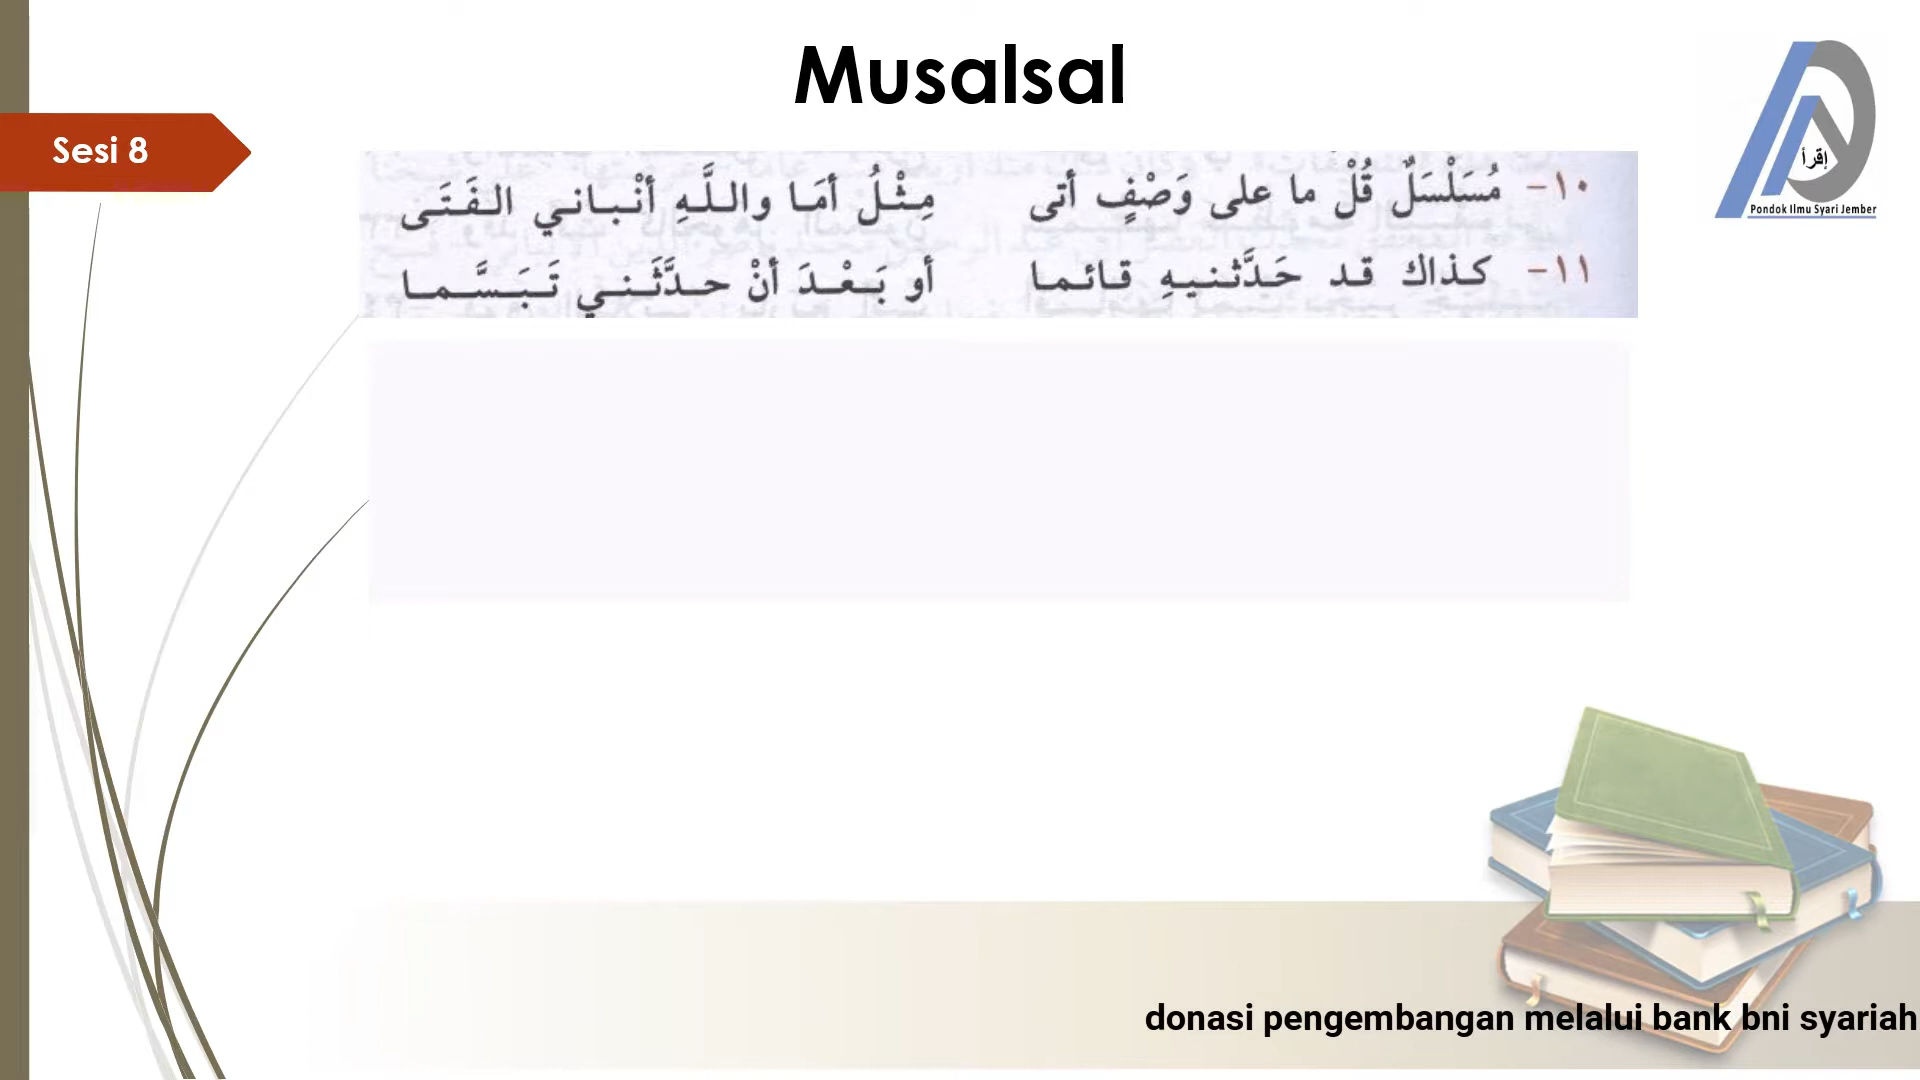 Musalsal
Sesi 8
إقرأ
Pondok Ilmu Syari Jember
١٠- مُسَلْسَلٌ قُلْ ما على وَصْفٍ أتى مِثْلُ أمَا واللَّهِ أنْباني الفَتَى
١١- كذاك قد حَدَّثنيهِ قائما أو بَعْدَ أنْ حدَّثَني تَبَسَّما
donasi pengembangan melalui bank bni syariah